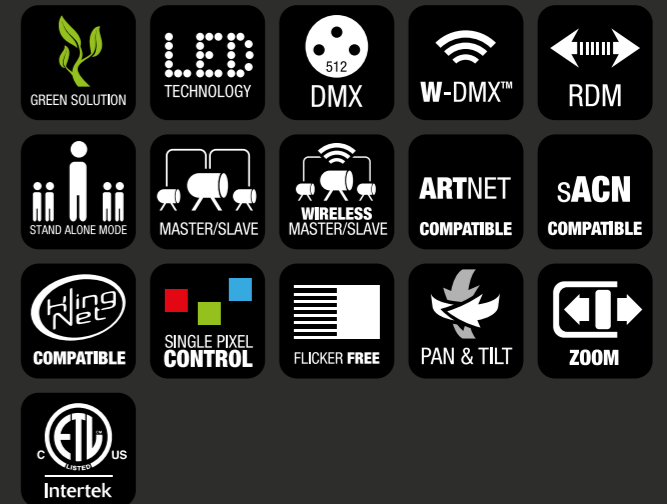 GREEN SOLUTION
LED
TECHNOLOGY
512
DMX
W-DMX™
RDM
STAND ALONE MODE
MASTER/SLAVE
WIRELESS
MASTER/SLAVE
ARTNET
COMPATIBLE
sACN
COMPATIBLE
Kling
Net
COMPATIBLE
SINGLE PIXEL
CONTROL
FLICKER FREE
PAN & TILT
ZOOM
C ETL US
LISTED
Intertek